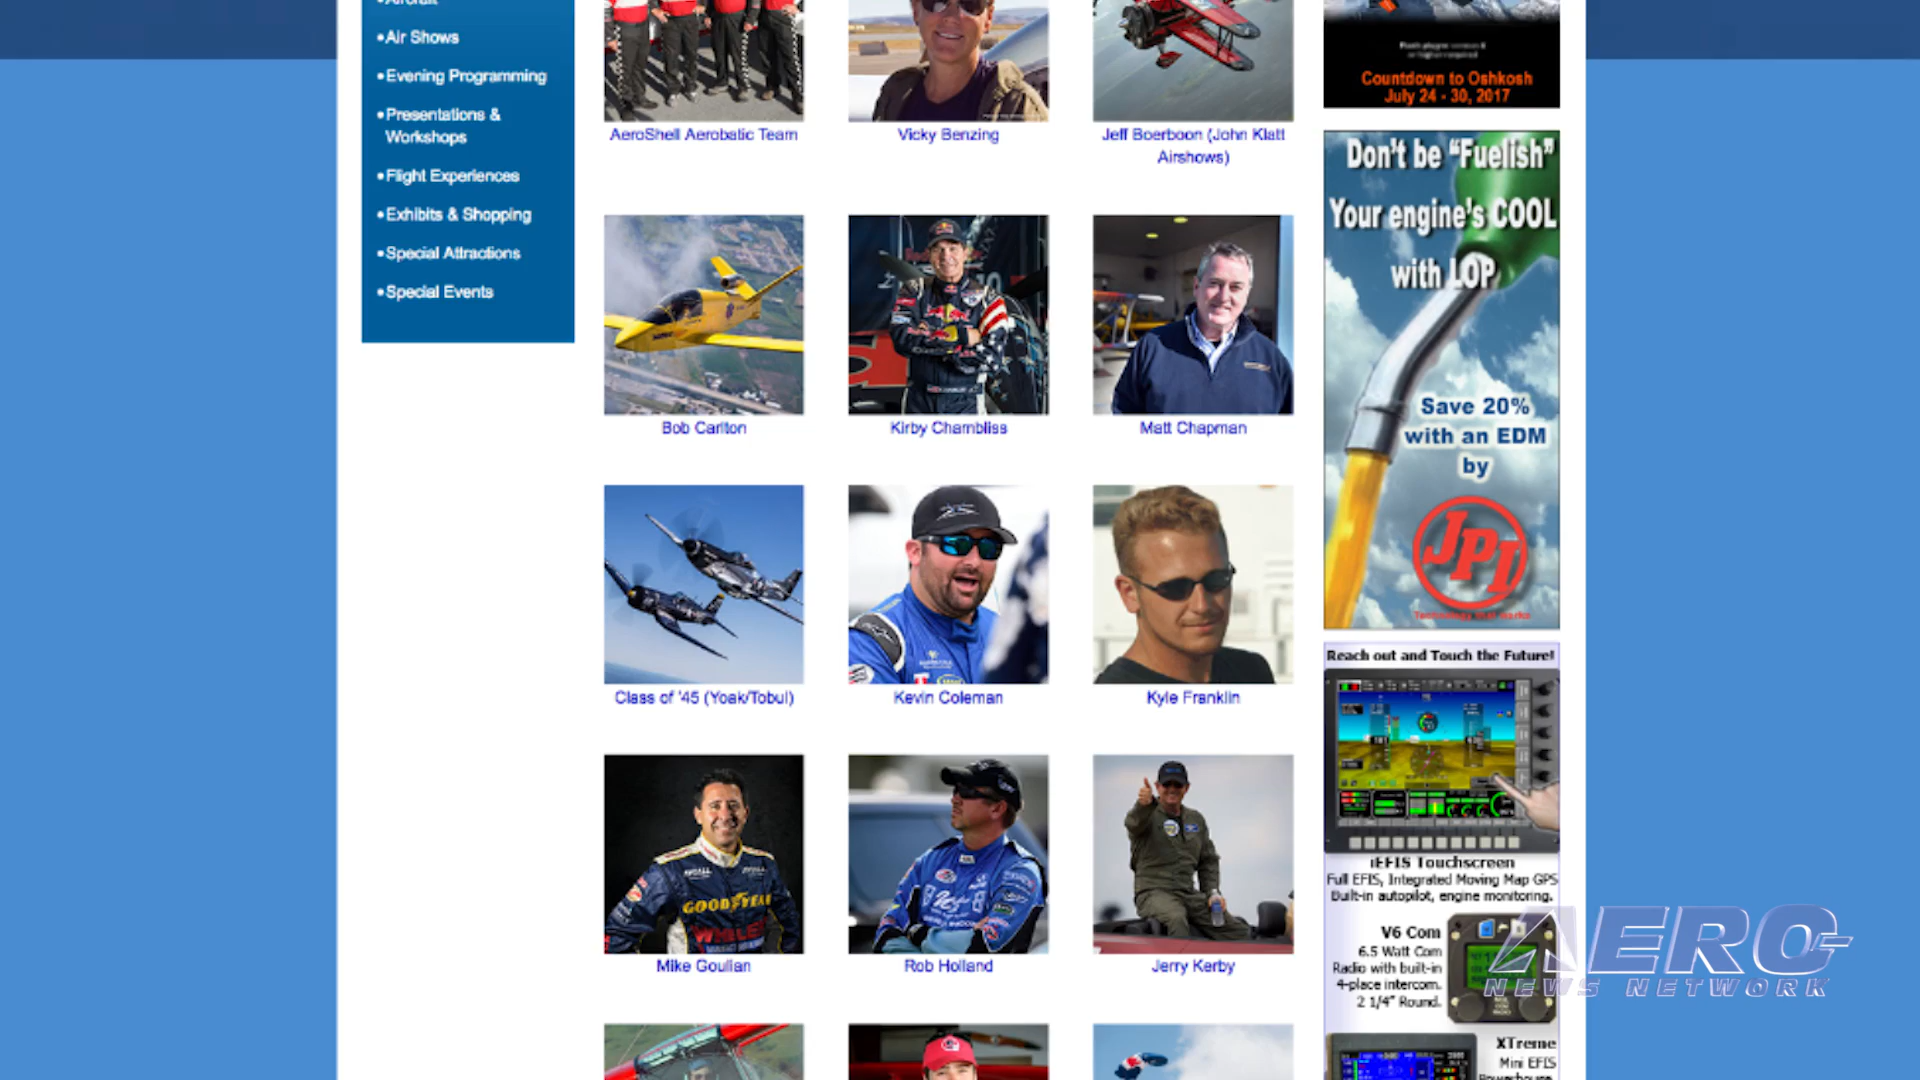 •Aircraft
•Air Shows
•Evening Programming
•Presentations &
Workshops
•Flight Experiences
•Exhibits & Shopping
•Special Attractions
•Special Events
AeroShell Aerobatic Team
Vicky Benzing
Jeff Boerboon (John Klatt
Airshows)
Bob Carlton
Kirby Chambliss
Matt Chapman
Class of '45 (Yoak/Tobul)
Kevin Coleman
Kyle Franklin
GOODYEAR
Mike Goulian
Rob Holland
Jerry Kerby
Countdown to Oshkosh
July 24 - 30, 2017
Don't be "Fuelish"
Your engine's COOL
with LOP
Save 20%
with an EDM
by
JPI
Reach out and Touch the Future!
iEFIS Touchscreen
Full EFIS, Integrated Moving Map GPS
Built-in autopilot, engine monitoring.
V6 Com
6.5 Watt Com
Radio with built-in
4-place intercom.
2 1/4" Round.
XTreme
Mini EFIS
Powerhouse.
AERO-
NEWS NETWORK